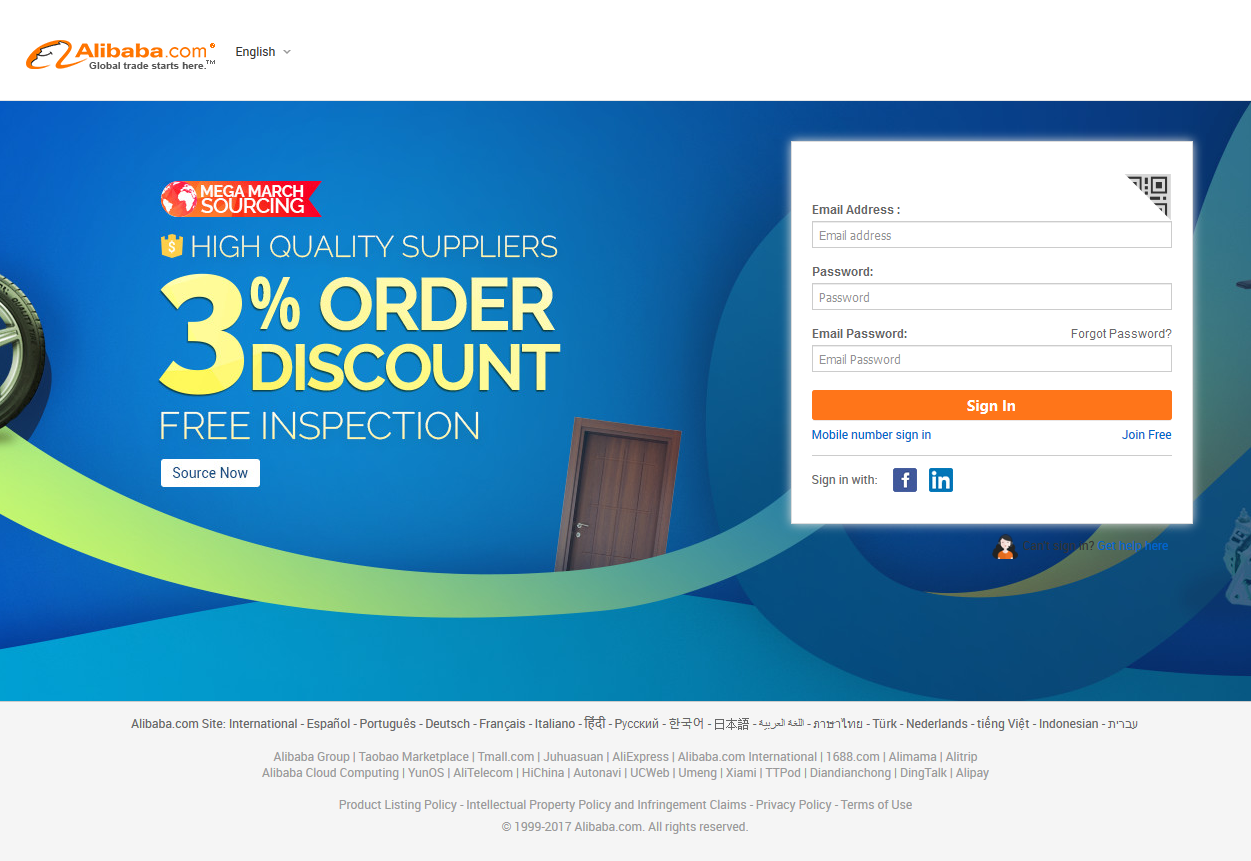 Alibaba.com®
Global trade starts here.™
English
MEGA MARCH
SOURCING
HIGH QUALITY SUPPLIERS
3% ORDER
DISCOUNT
FREE INSPECTION
Source Now
Email Address :
Email address
Password:
Password
Email Password:
Forgot Password?
Email Password
Sign In
Mobile number sign in
Join Free
Sign in with:
f
in
Can't sign in? Get help here
Alibaba.com Site: International - Español - Português - Deutsch - Français - Italiano - हिंदी - Русский - 한국어 - 日本語 - اللغة العربية - ภาษาไทย - Türk - Nederlands - tiếng Việt - Indonesian - עברית
Alibaba Group | Taobao Marketplace | Tmall.com | Juhuasuan | AliExpress | Alibaba.com International | 1688.com | Alimama | Alitrip
Alibaba Cloud Computing | YunOS | AliTelecom | HiChina | Autonavi | UCWeb | Umeng | Xiami | TTPod | Diandianchong | DingTalk | Alipay
Product Listing Policy - Intellectual Property Policy and Infringement Claims - Privacy Policy - Terms of Use
© 1999-2017 Alibaba.com. All rights reserved.